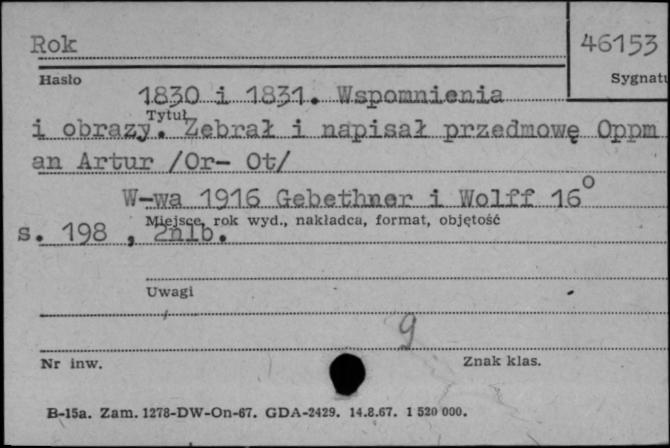 Rok
46153
Hasło
Sygnatu
1830 i 1831. Wspomnienia
Tytuł
i obrazy. Zebrał i napisał przedmowę Oppm
an Artur /Or- Ot/
W-wa 1916 Gebethner i Wolff 16°
Miejsce, rok wyd., nakładca, format, objętość
s. 198 , 2nlb.
Uwagi
9
Nr inw.
Znak klas.
B-15a. Zam. 1278-DW-On-67. GDA-2429. 14.8.67. 1 520 000.